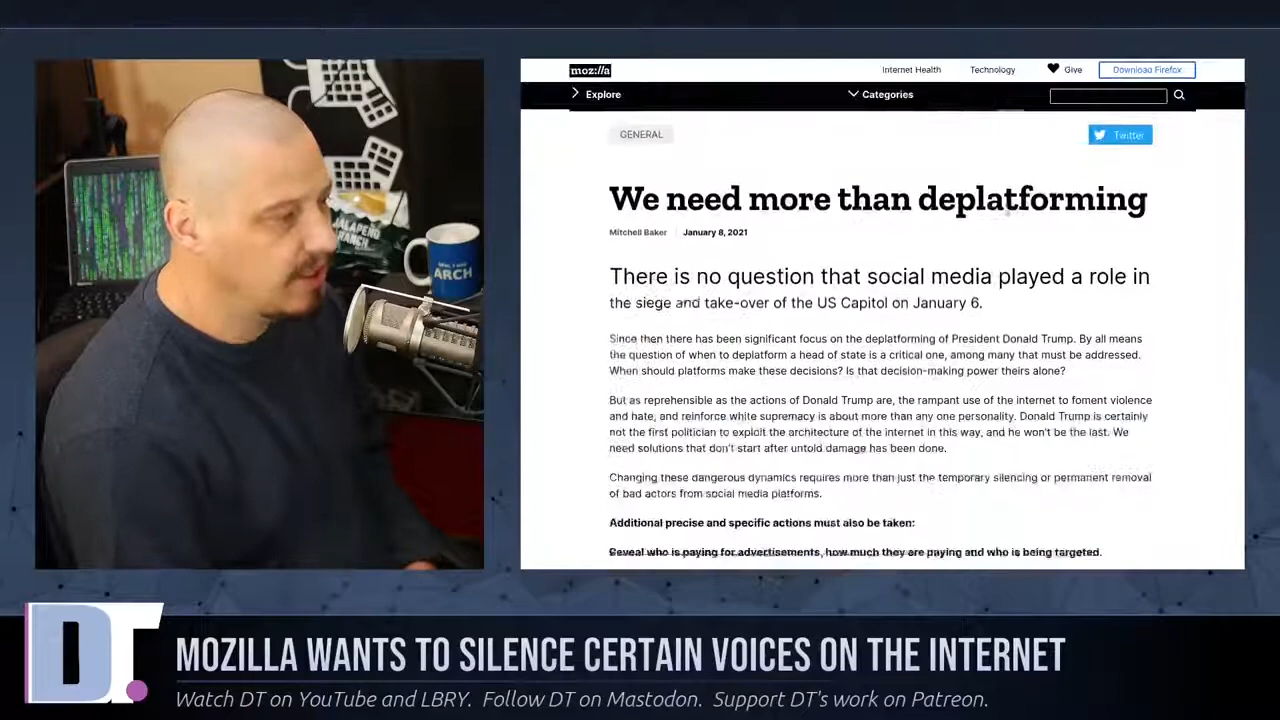 moz://a
Internet Health
Technology
Give
Download Firefox
Explore
Categories
GENERAL
Twitter
We need more than deplatforming
Mitchell Baker
January 8, 2021
There is no question that social media played a role in
the siege and take-over of the US Capitol on January 6.
Since then there has been significant focus on the deplatforming of President Donald Trump. By all means
the question of when to deplatform a head of state is a critical one, among many that must be addressed.
When should platforms make these decisions? Is that decision-making power theirs alone?
But as reprehensible as the actions of Donald Trump are, the rampant use of the internet to foment violence
and hate, and reinforce white supremacy is about more than any one personality. Donald Trump is certainly
not the first politician to exploit the architecture of the internet in this way, and he won't be the last. We
need solutions that don't start after untold damage has been done.
Changing these dangerous dynamics requires more than just the temporary silencing or permanent removal
of bad actors from social media platforms.
Additional precise and specific actions must also be taken:
Reveal who is paying for advertisements, how much they are paying and who is being targeted.
JALAPEÑO
RANCH
ARCH
DT.
MOZILLA WANTS TO SILENCE CERTAIN VOICES ON THE INTERNET
Watch DT on YouTube and LBRY. Follow DT on Mastodon. Support DT's work on Patreon.